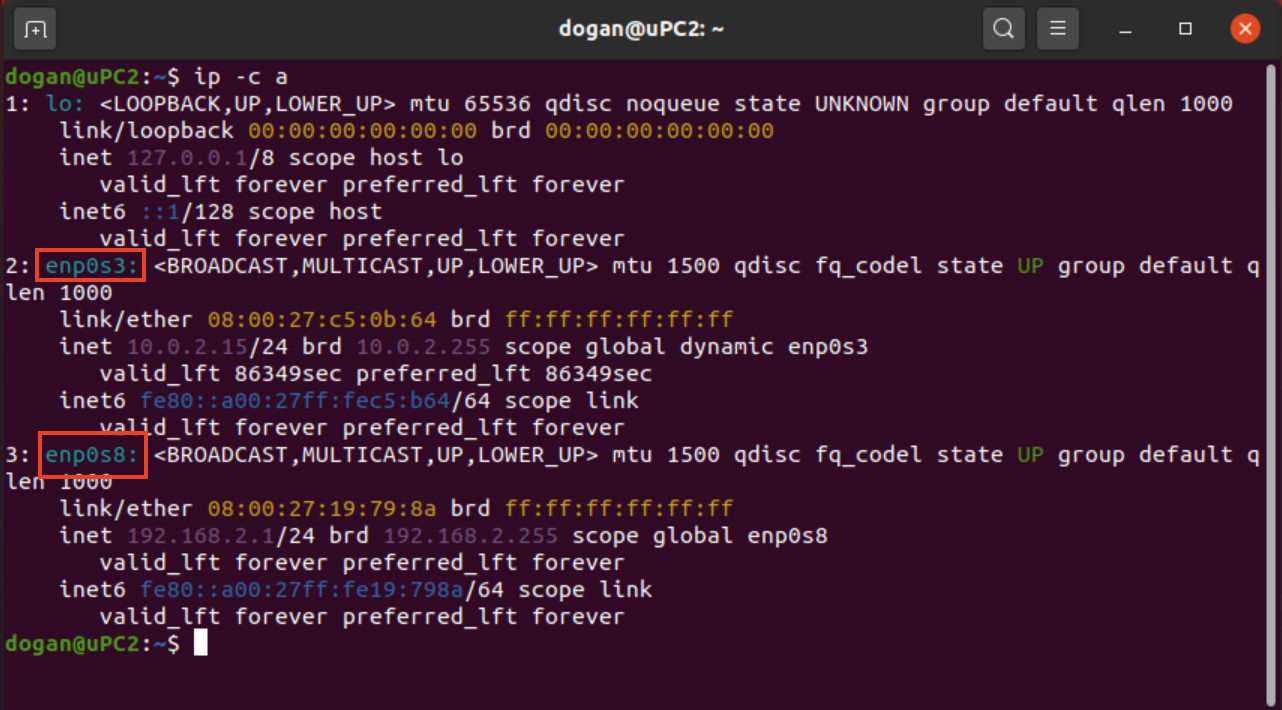 dogan@uPC2: ~
dogan@uPC2:~$ ip -c a
1: lo: <LOOPBACK,UP,LOWER_UP> mtu 65536 qdisc noqueue state UNKNOWN group default qlen 1000
    link/loopback 00:00:00:00:00:00 brd 00:00:00:00:00:00
    inet 127.0.0.1/8 scope host lo
       valid_lft forever preferred_lft forever
    inet6 ::1/128 scope host
       valid_lft forever preferred_lft forever
2: enp0s3: <BROADCAST,MULTICAST,UP,LOWER_UP> mtu 1500 qdisc fq_codel state UP group default q
len 1000
    link/ether 08:00:27:c5:0b:64 brd ff:ff:ff:ff:ff:ff
    inet 10.0.2.15/24 brd 10.0.2.255 scope global dynamic enp0s3
       valid_lft 86349sec preferred_lft 86349sec
    inet6 fe80::a00:27ff:fec5:b64/64 scope link
       valid_lft forever preferred_lft forever
3: enp0s8: <BROADCAST,MULTICAST,UP,LOWER_UP> mtu 1500 qdisc fq_codel state UP group default q
len 1000
    link/ether 08:00:27:19:79:8a brd ff:ff:ff:ff:ff:ff
    inet 192.168.2.1/24 brd 192.168.2.255 scope global enp0s8
       valid_lft forever preferred_lft forever
    inet6 fe80::a00:27ff:fe19:798a/64 scope link
       valid_lft forever preferred_lft forever
dogan@uPC2:~$